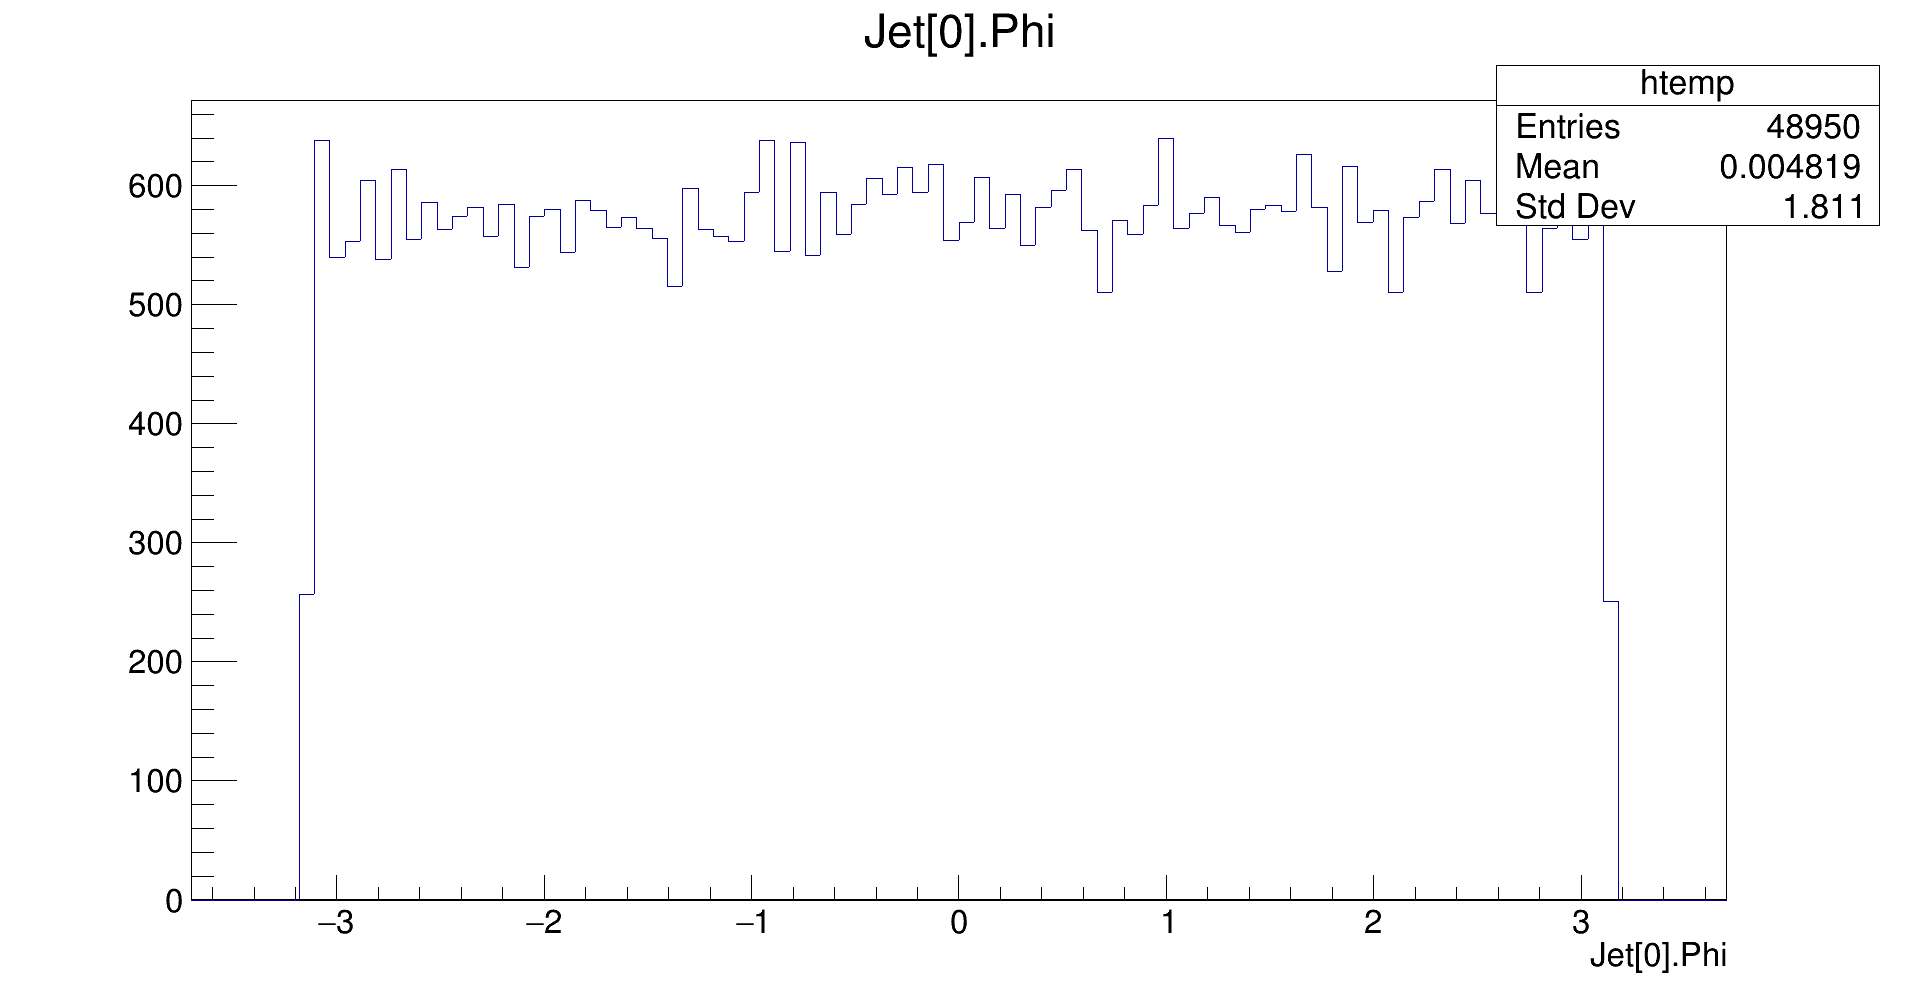 Jet[0].Phi
htemp
Entries 48950
Mean 0.004819
Std Dev 1.811
600
500
400
300
200
100
0
−3 −2 −1 0 1 2 3
Jet[0].Phi